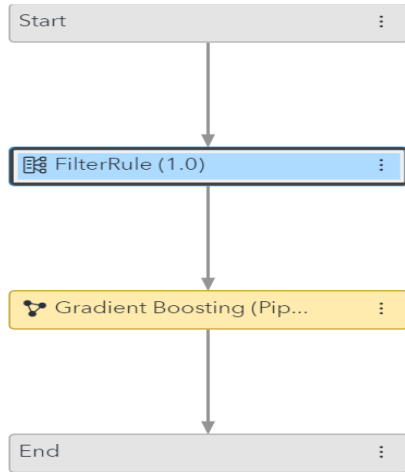 Start
FilterRule (1.0)
Gradient Boosting (Pip...
End